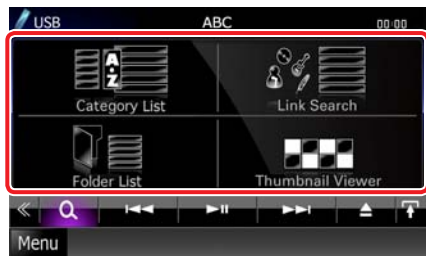 USB ABC 00:00
A-Z
Category List Link Search
Folder List Thumbnail Viewer
Menu